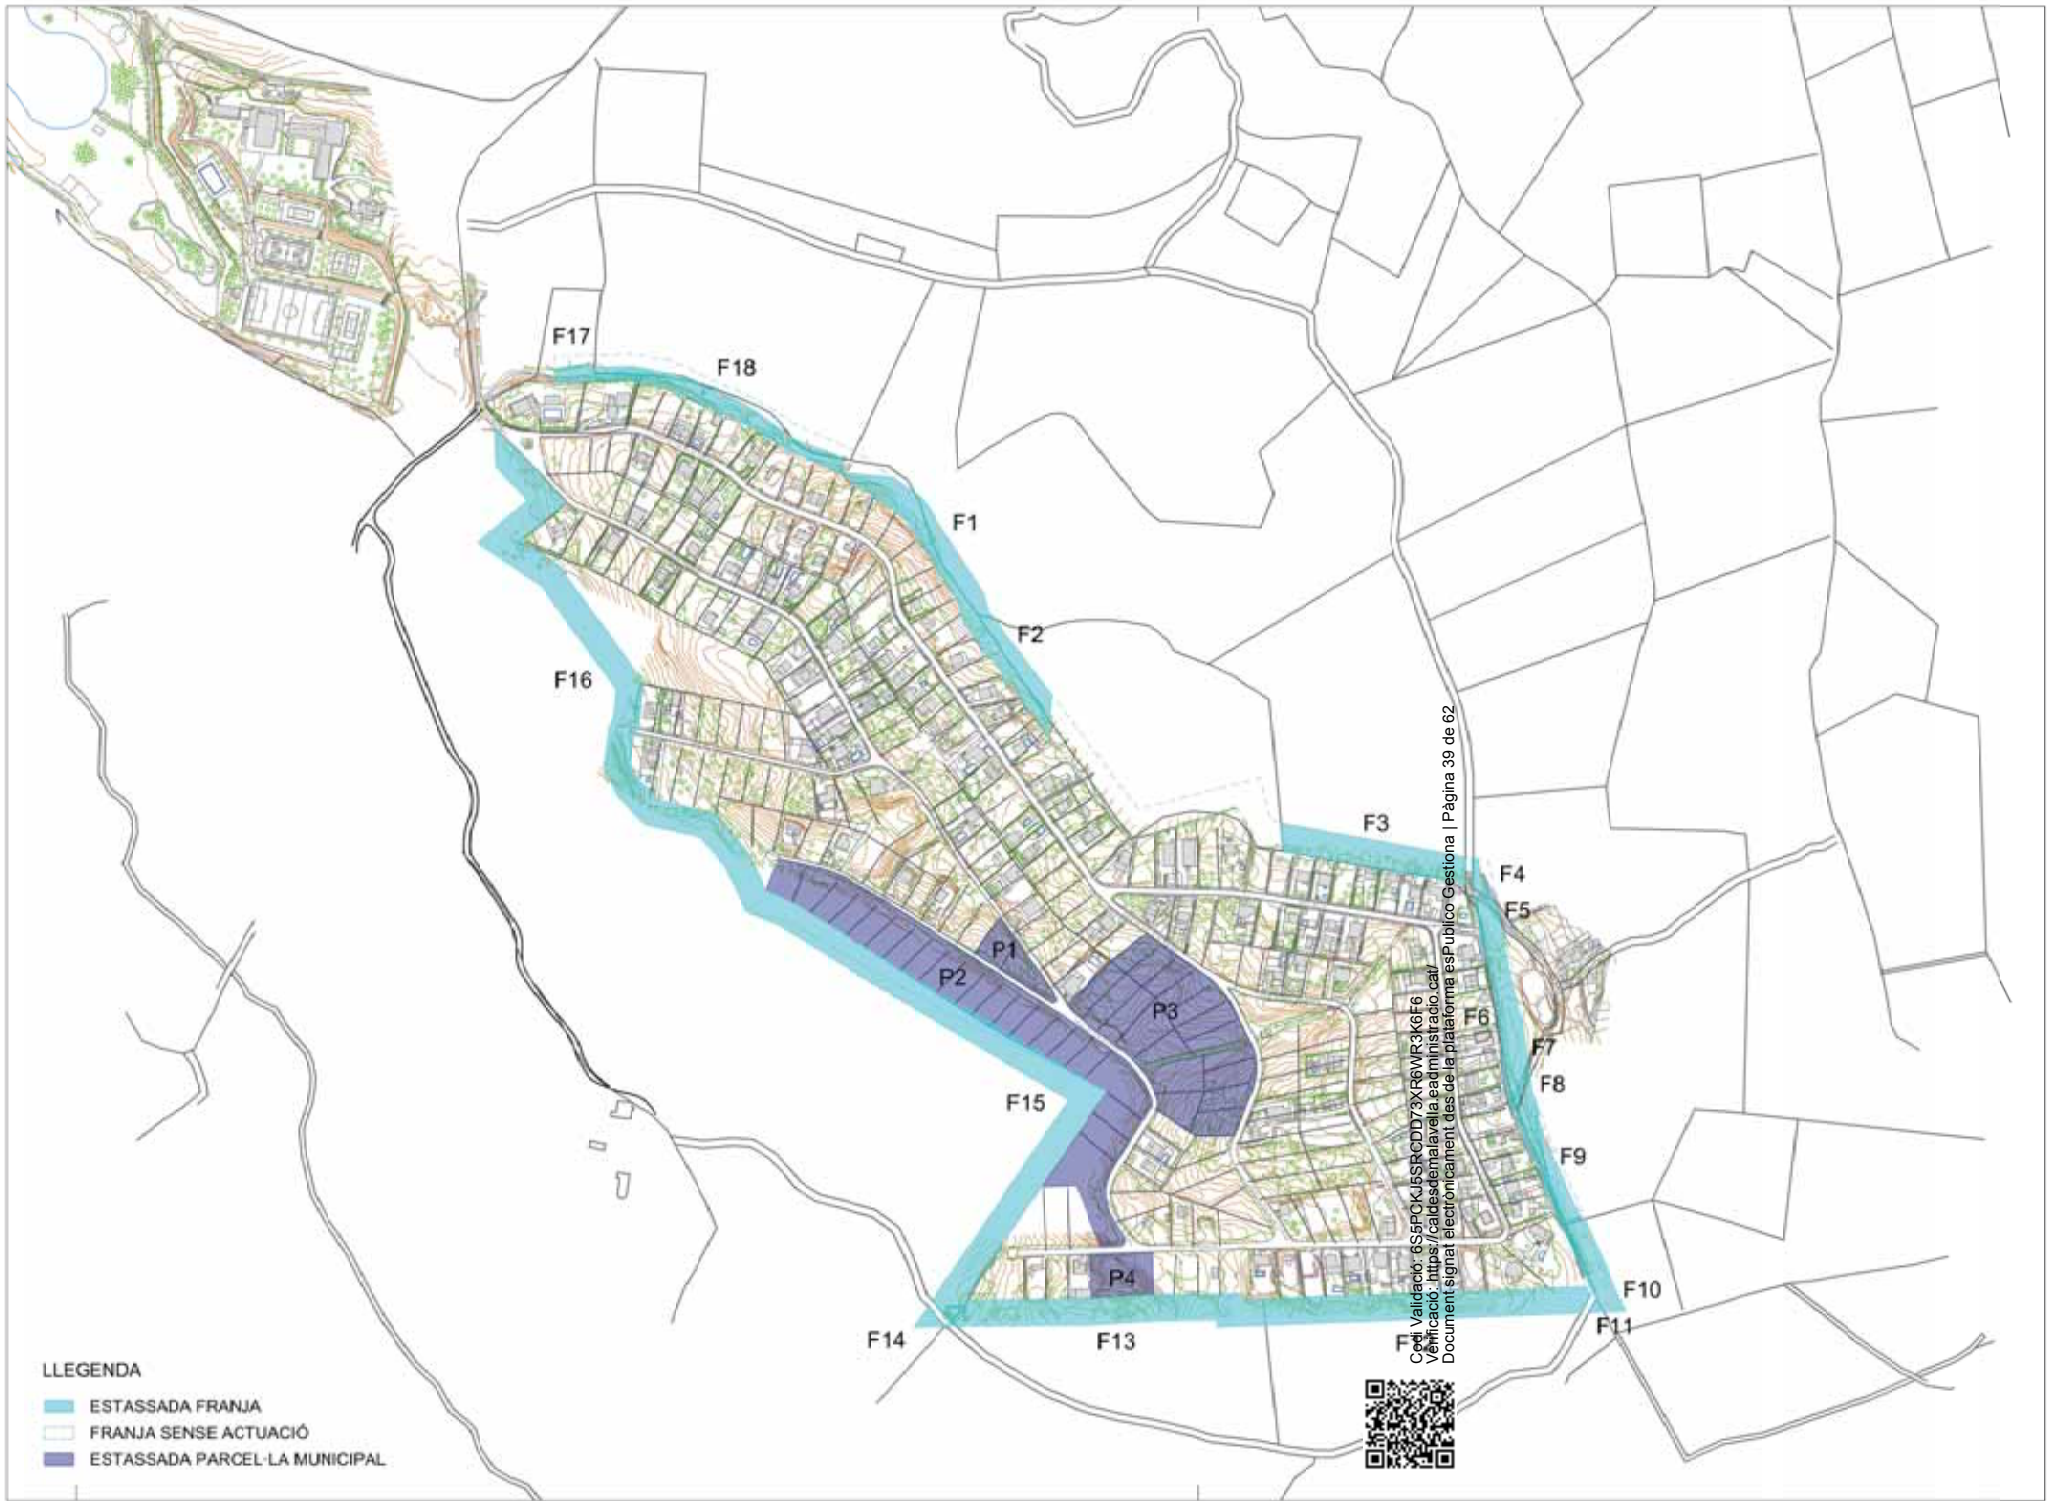 F17
F18
F1
F2
F16
F3
F4
F5
P1
P2
P3
F6
F7
F8
F15
F9
P4
F10
F11
F14
F13
Codi Validació: 6S5PCKJ5SRCDD73XR6WR3K6F6
Verificació: https://caldesdemalavella.eadministracio.cat/
Document signat electrònicament des de la plataforma esPublico Gestiona | Pàgina 39 de 62
LLEGENDA
ESTASSADA FRANJA
FRANJA SENSE ACTUACIÓ
ESTASSADA PARCEL·LA MUNICIPAL